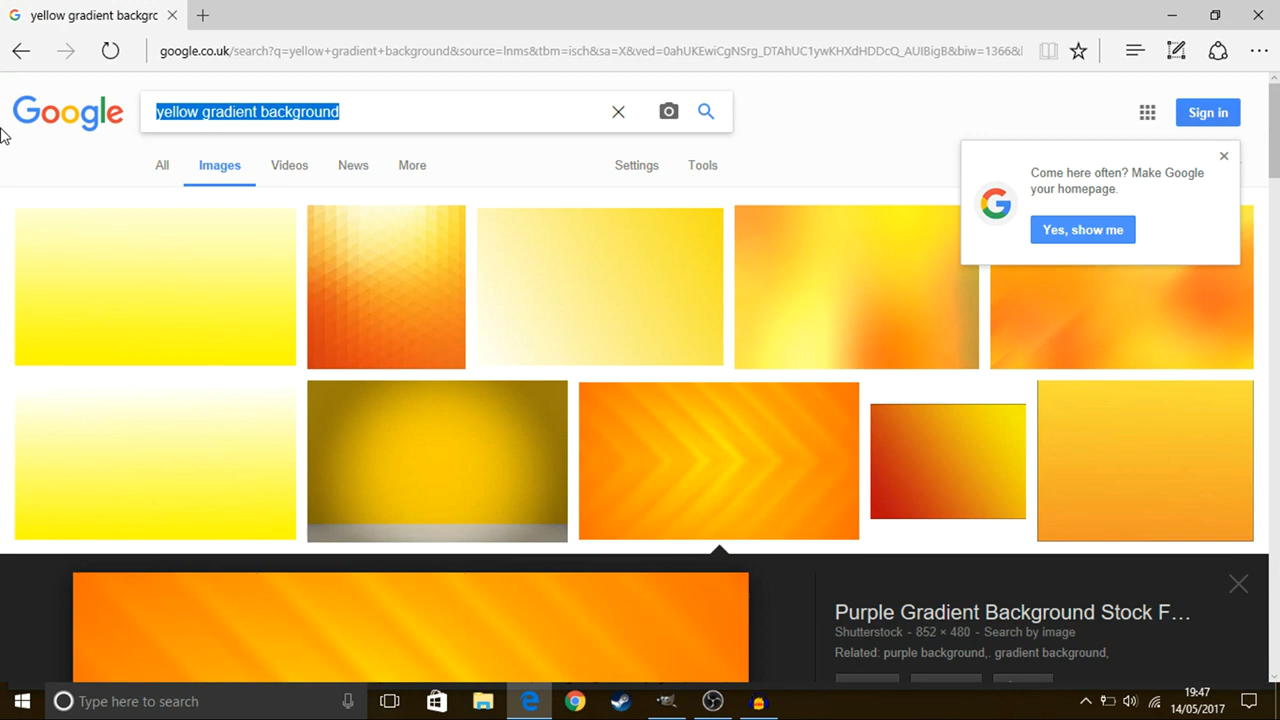 yellow gradient backgro
google.co.uk/search?q=yellow+gradient+background&source=lnms&tbm=isch&sa=X&ved=0ahUKEwiCgNSrg_DTAhUC1ywKHXdHDDcQ_AUIBigB&biw=1366&
Google
yellow gradient background
Sign in
All
Images
Videos
News
More
Settings
Tools
Come here often? Make Google
your homepage.
Yes, show me
Purple Gradient Background Stock F...
Shutterstock - 852 × 480 - Search by image
Related: purple background,. gradient background,
Type here to search
19:47
14/05/2017